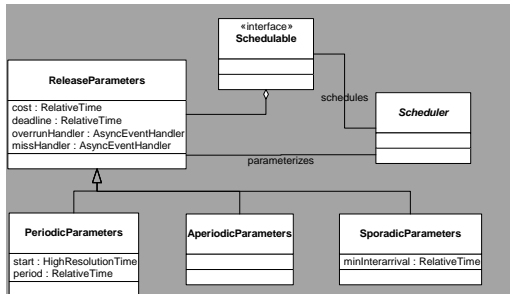 «interface»
Schedulable
ReleaseParameters
cost : RelativeTime
deadline : RelativeTime
overrunHandler : AsyncEventHandler
missHandler : AsyncEventHandler
schedules
Scheduler
parameterizes
PeriodicParameters
start : HighResolutionTime
period : RelativeTime
AperiodicParameters
SporadicParameters
minInterarrival : RelativeTime